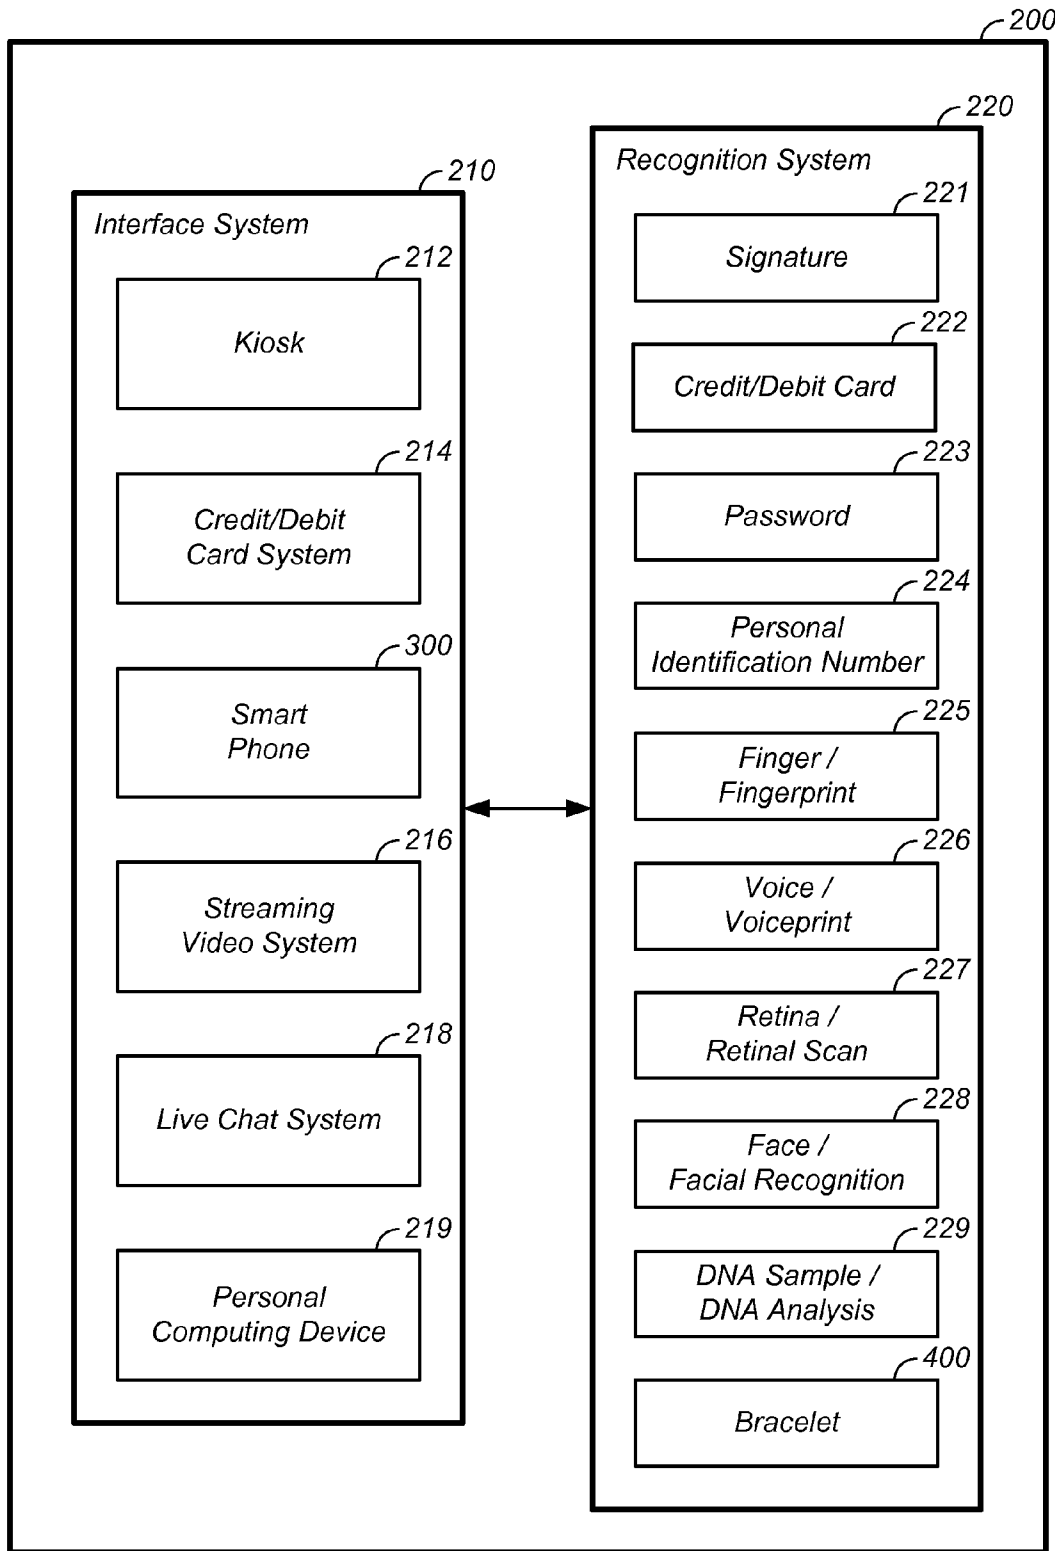 200
210
Interface System
212
Kiosk
214
Credit/Debit
Card System
300
Smart
Phone
216
Streaming
Video System
218
Live Chat System
219
Personal
Computing Device
220
Recognition System
221
Signature
222
Credit/Debit Card
223
Password
224
Personal
Identification Number
225
Finger /
Fingerprint
226
Voice /
Voiceprint
227
Retina /
Retinal Scan
228
Face /
Facial Recognition
229
DNA Sample /
DNA Analysis
400
Bracelet